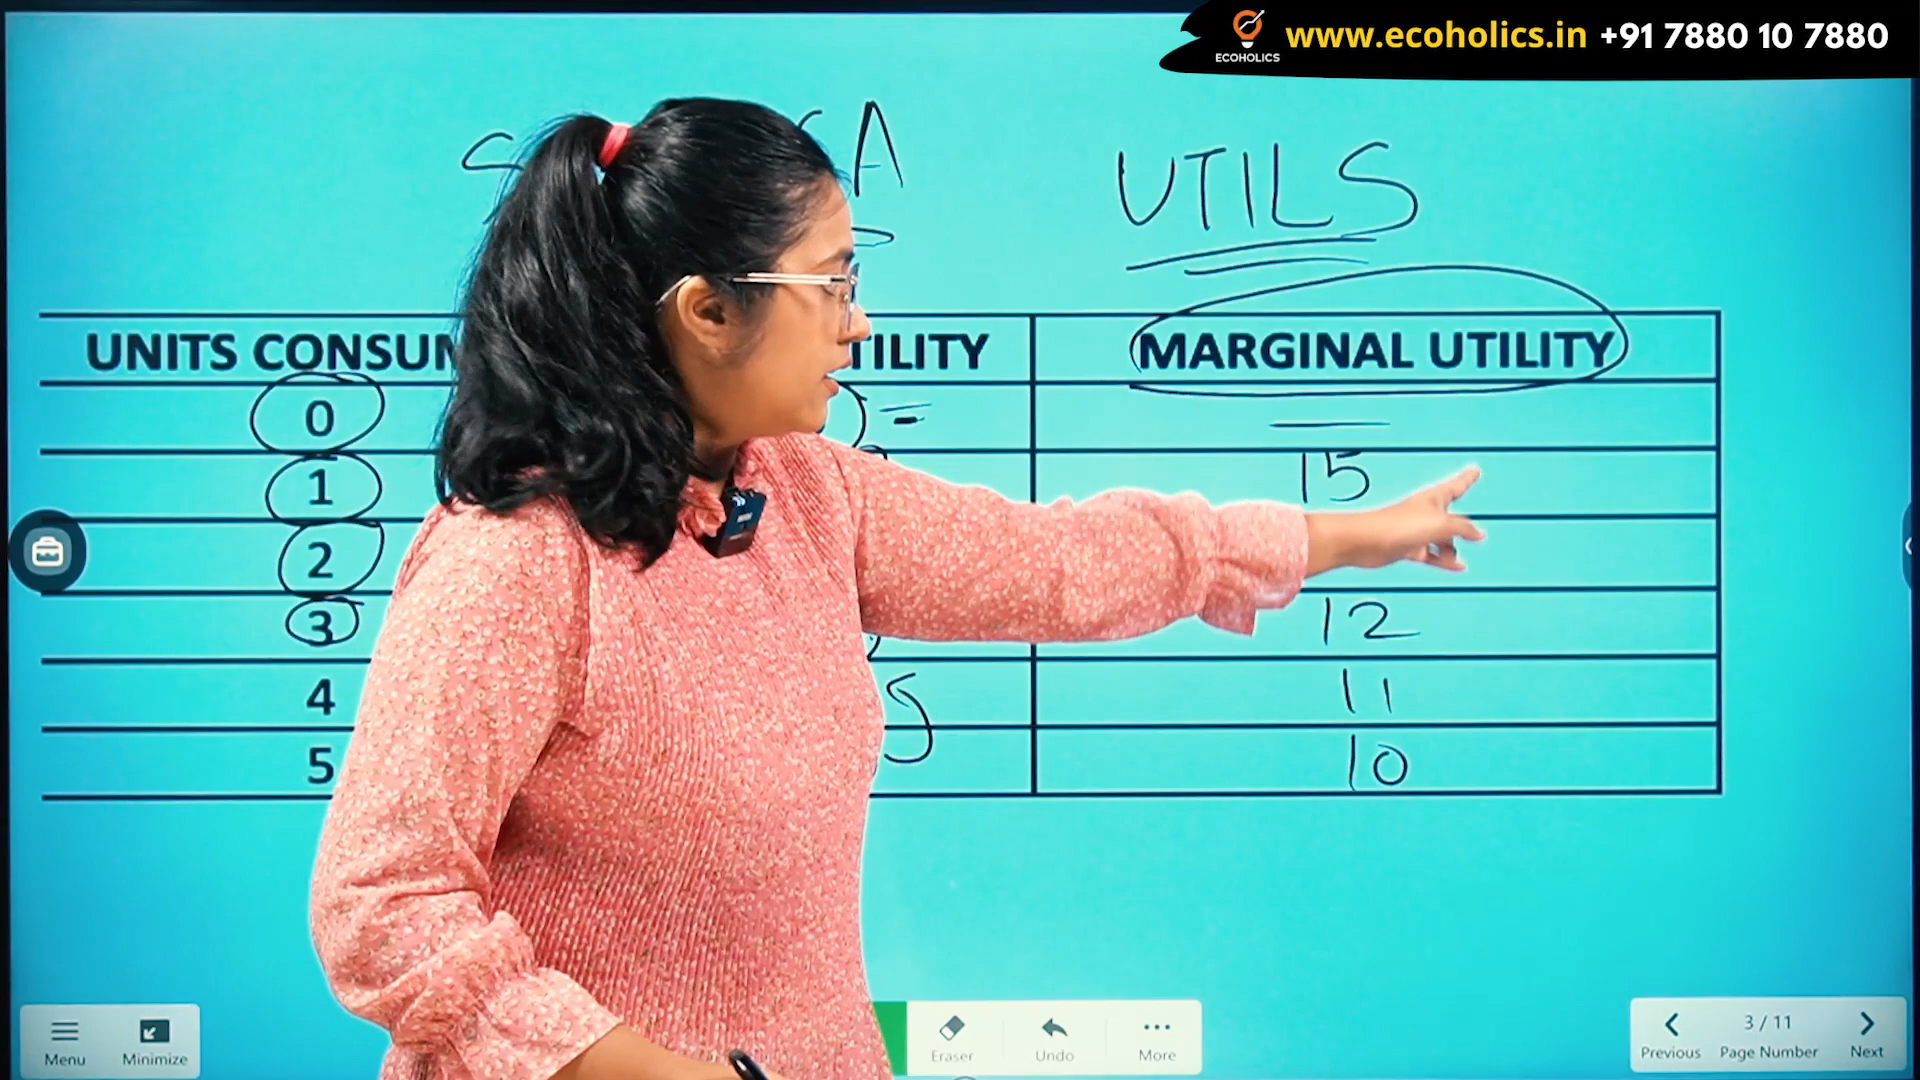 www.ecoholics.in +91 7880 10 7880
ECOHOLICS
UTILS
UNITS CONSUM TILITY MARGINAL UTILITY
0
1 15
2
3 12
4 11
5 10
Menu Minimize Eraser Undo More
3 / 11
Previous Page Number Next